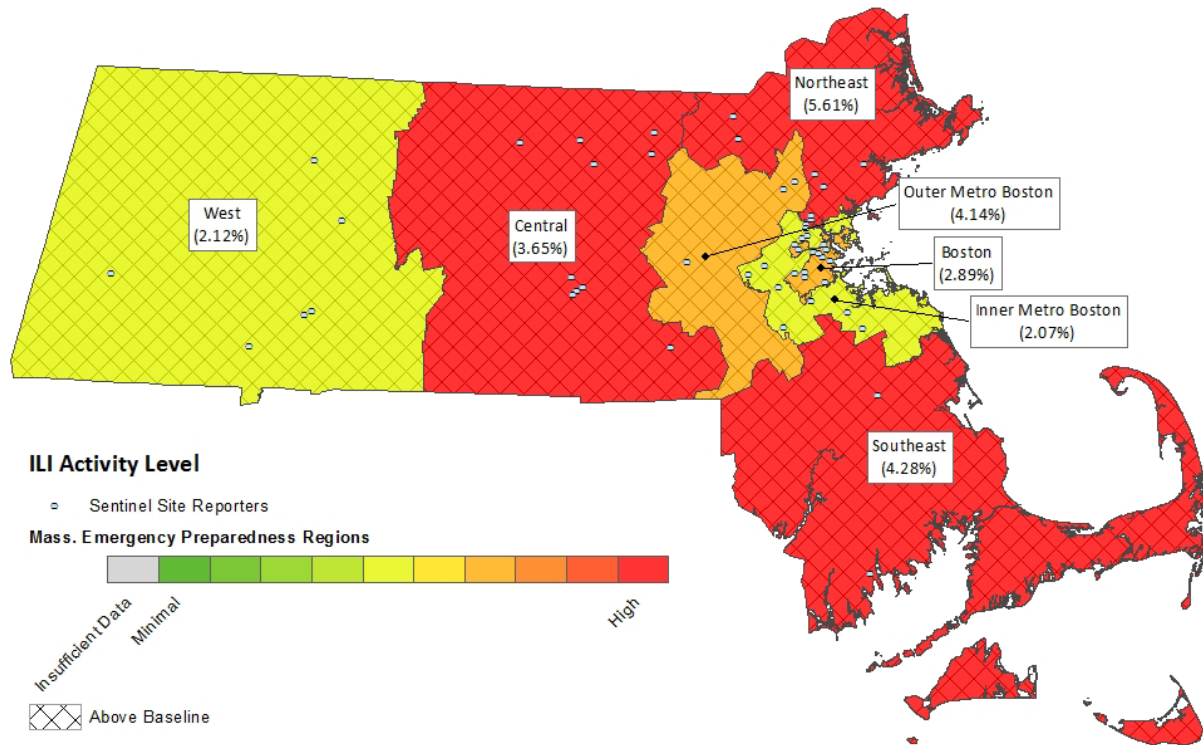 Northeast
(5.61%)
Outer Metro Boston
(4.14%)
West
(2.12%)
Central
(3.65%)
Boston
(2.89%)
Inner Metro Boston
(2.07%)
Southeast
(4.28%)
ILI Activity Level
Sentinel Site Reporters
Mass. Emergency Preparedness Regions
Insufficient Data
Minimal
High
Above Baseline